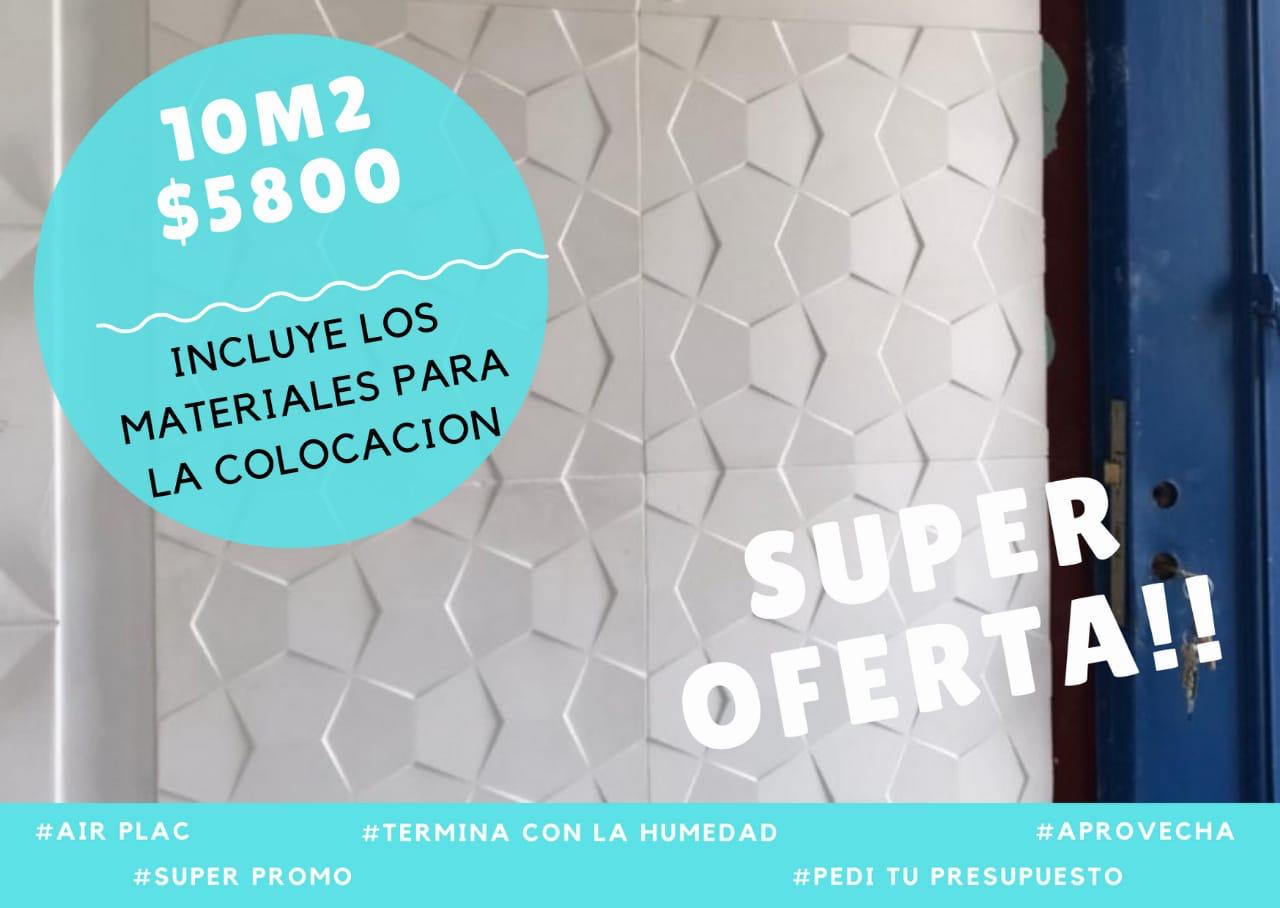 10M2
$5800
INCLUYE LOS
MATERIALES PARA
LA COLOCACION
SUPER
OFERTA!!
#AIR PLAC
#TERMINA CON LA HUMEDAD
#APROVECHA
#SUPER PROMO
#PEDI TU PRESUPUESTO